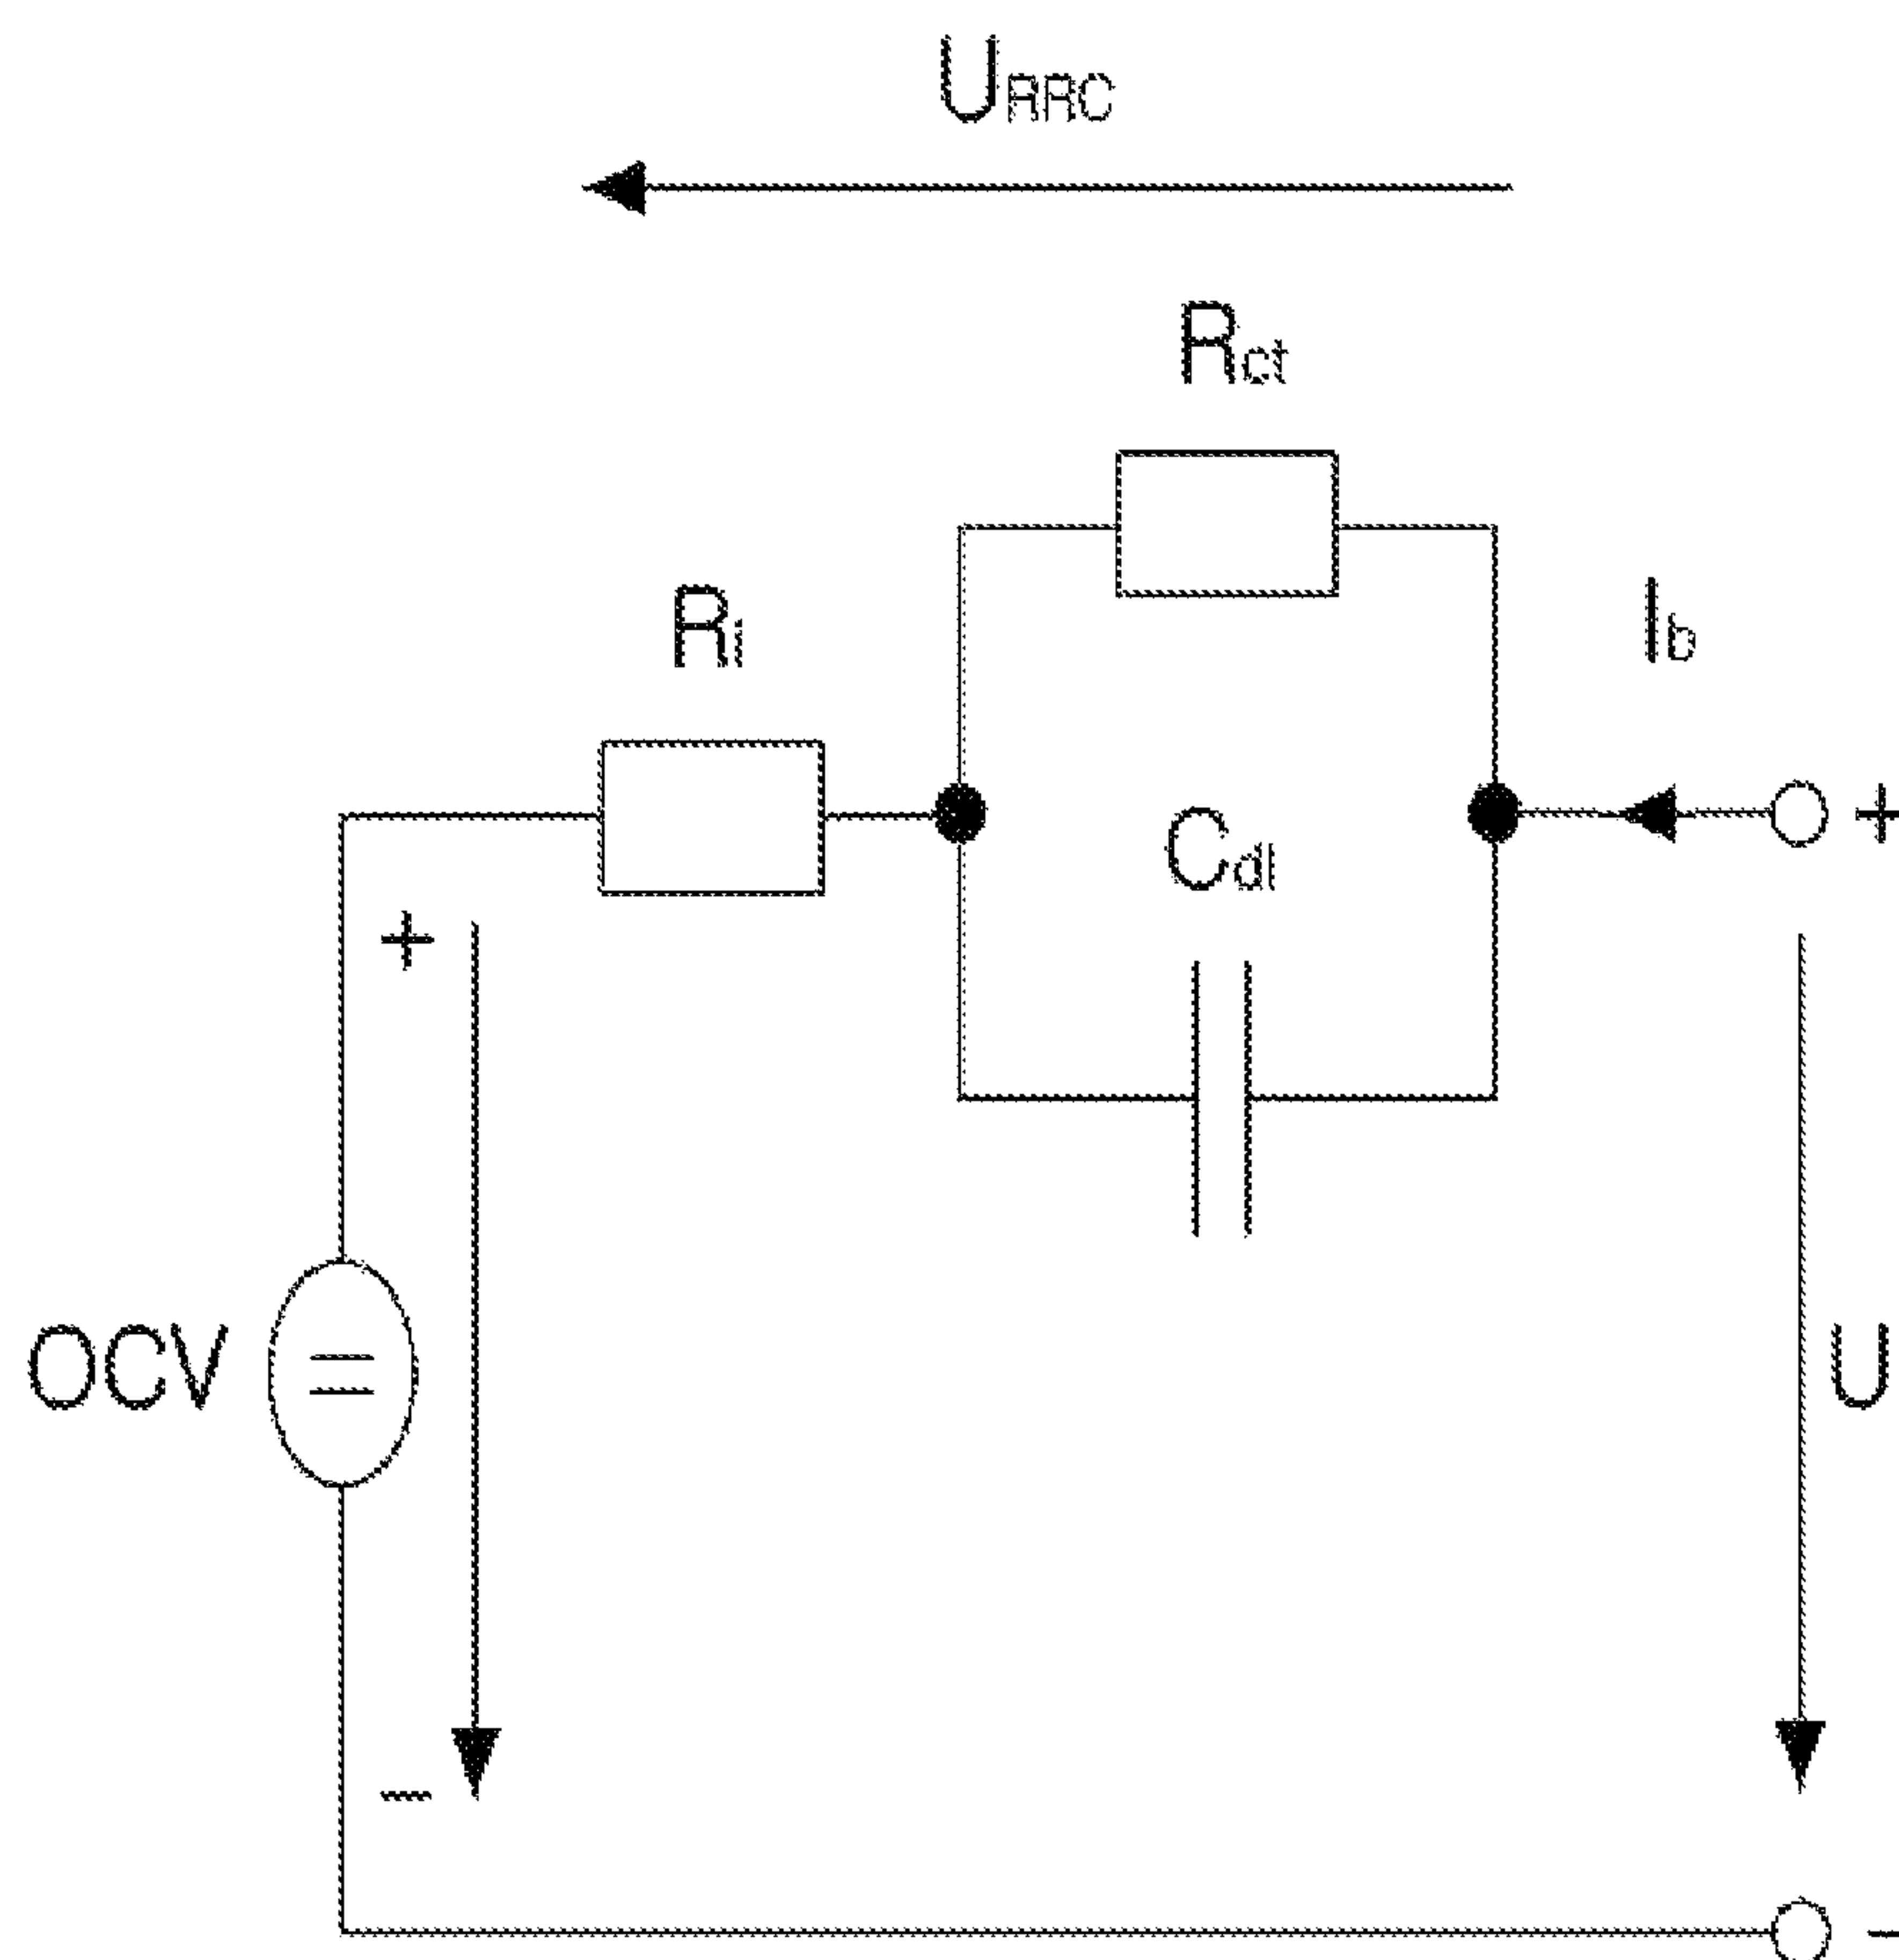 URRC
Rct
Ri
Ib
+
Cdl
+
OCV
=
U
−
−